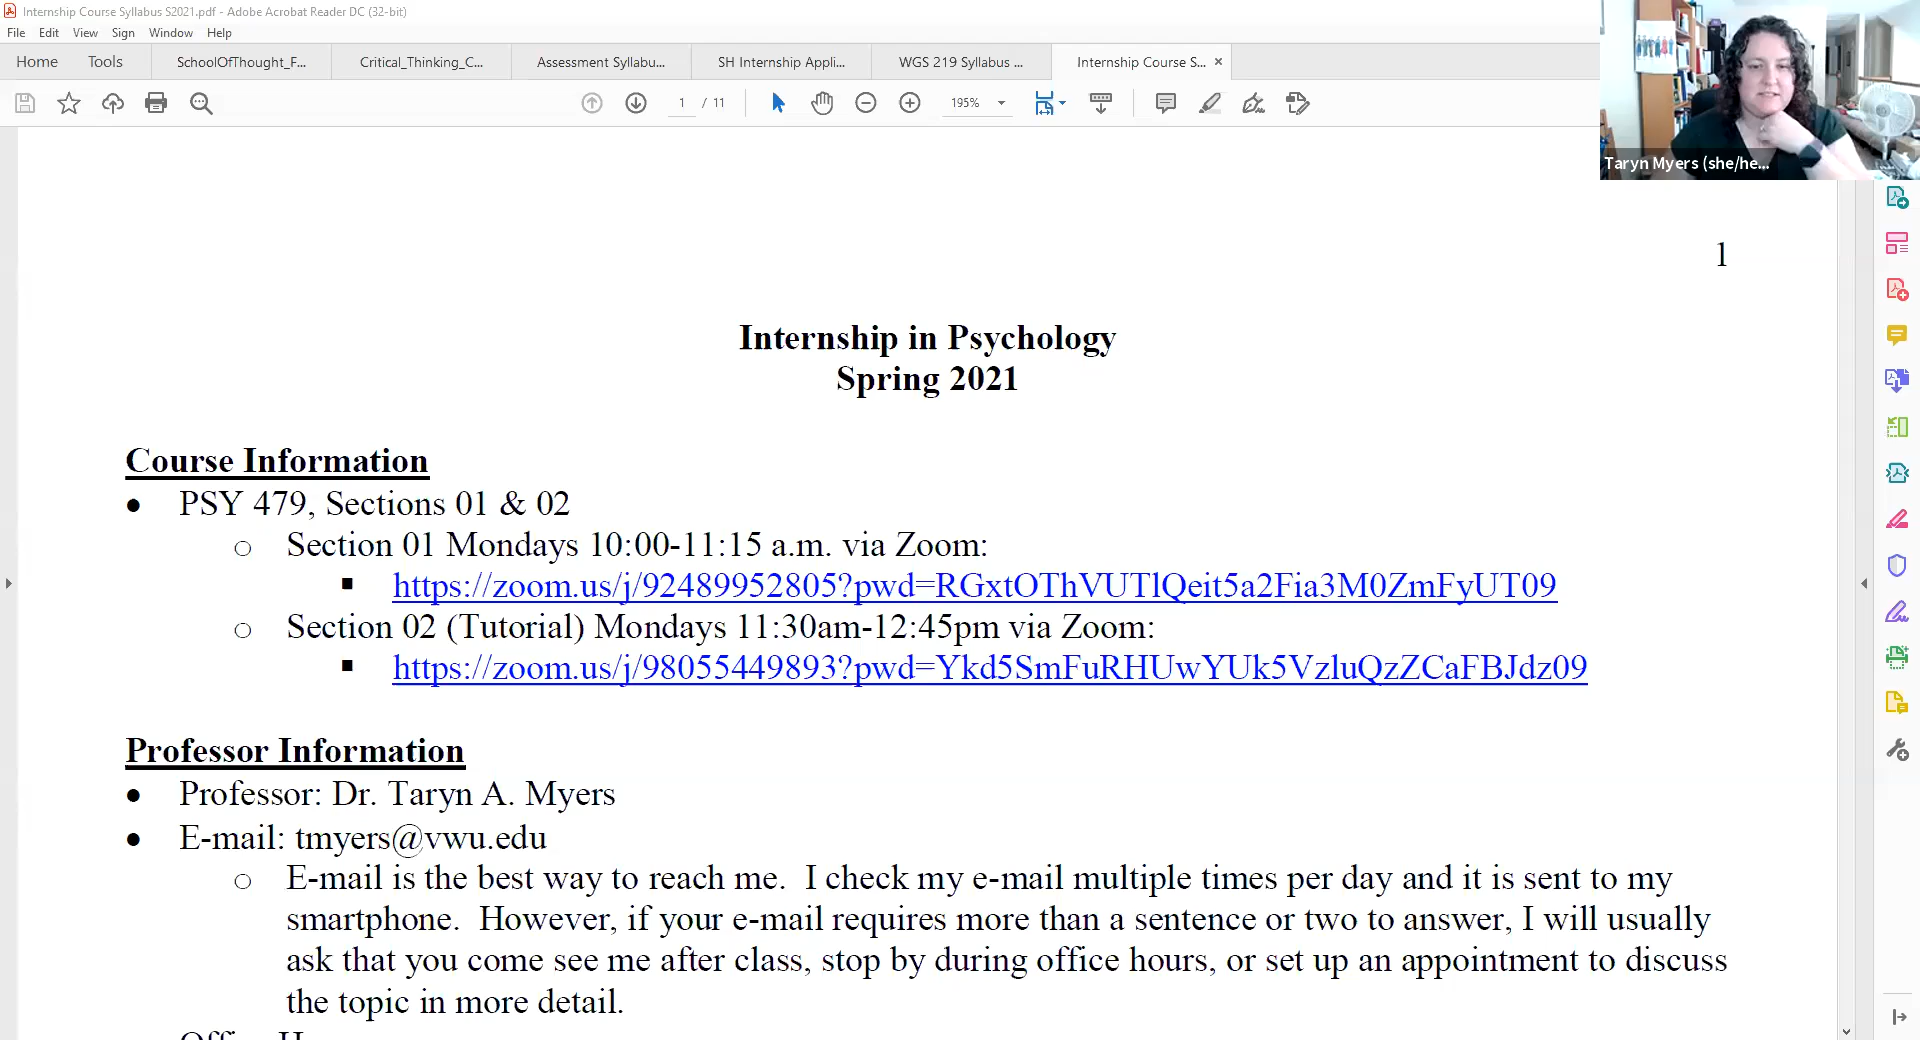 Internship Course Syllabus S2021.pdf - Adobe Acrobat Reader DC (32-bit)
File Edit View Sign Window Help
Home Tools SchoolOfThought_F... Critical_Thinking_C... Assessment Syllabu... SH Internship Appli... WGS 219 Syllabus ... Internship Course S... ×
1 / 11 195%
Taryn Myers (she/he...
1
Internship in Psychology
Spring 2021
Course Information
• PSY 479, Sections 01 & 02
o Section 01 Mondays 10:00-11:15 a.m. via Zoom:
▪ https://zoom.us/j/92489952805?pwd=RGxtOThVUTlQeit5a2Fia3M0ZmFyUT09
o Section 02 (Tutorial) Mondays 11:30am-12:45pm via Zoom:
▪ https://zoom.us/j/98055449893?pwd=Ykd5SmFuRHUwYUk5VzluQzZCaFBJdz09
Professor Information
• Professor: Dr. Taryn A. Myers
• E-mail: tmyers@vwu.edu
o E-mail is the best way to reach me. I check my e-mail multiple times per day and it is sent to my
smartphone. However, if your e-mail requires more than a sentence or two to answer, I will usually
ask that you come see me after class, stop by during office hours, or set up an appointment to discuss
the topic in more detail.